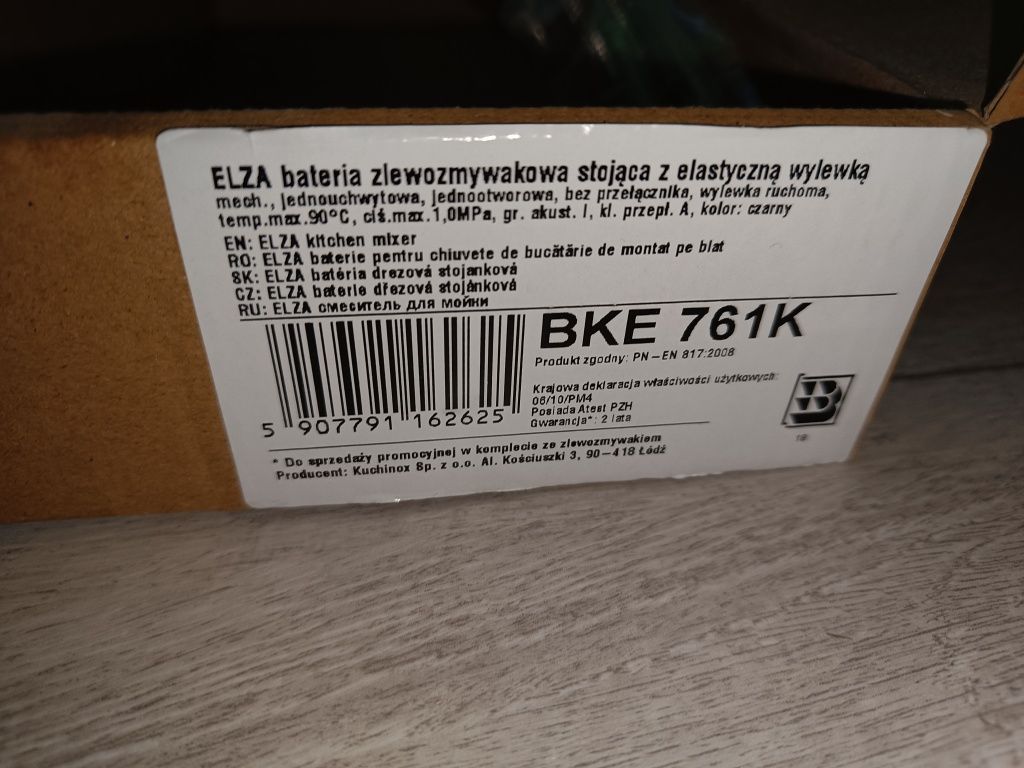 ELZA bateria zlewozmywakowa stojąca z elastyczną wylewką
mech., jednouchwytowa, jednootworowa, bez przełącznika, wylewka ruchoma,
temp.max.90°C, ciś.max.1,0MPa, gr. akust. I, kl. przepł. A, kolor: czarny
EN: ELZA kitchen mixer
RO: ELZA baterie pentru chiuvete de bucătărie de montat pe blat
SK: ELZA batéria drezová stojanková
CZ: ELZA baterie dřezová stojánková
RU: ELZA смеситель для мойки
BKE 761K
Produkt zgodny: PN-EN 817:2008
Krajowa deklaracja właściwości użytkowych:
06/10/PM4
Posiada Atest PZH
Gwarancja*: 2 lata
5 907791 162625
* Do sprzedaży promocyjnej w komplecie ze zlewozmywakiem
Producent: Kuchinox Sp. z o.o. Al. Kościuszki 3, 90-418 Łódź